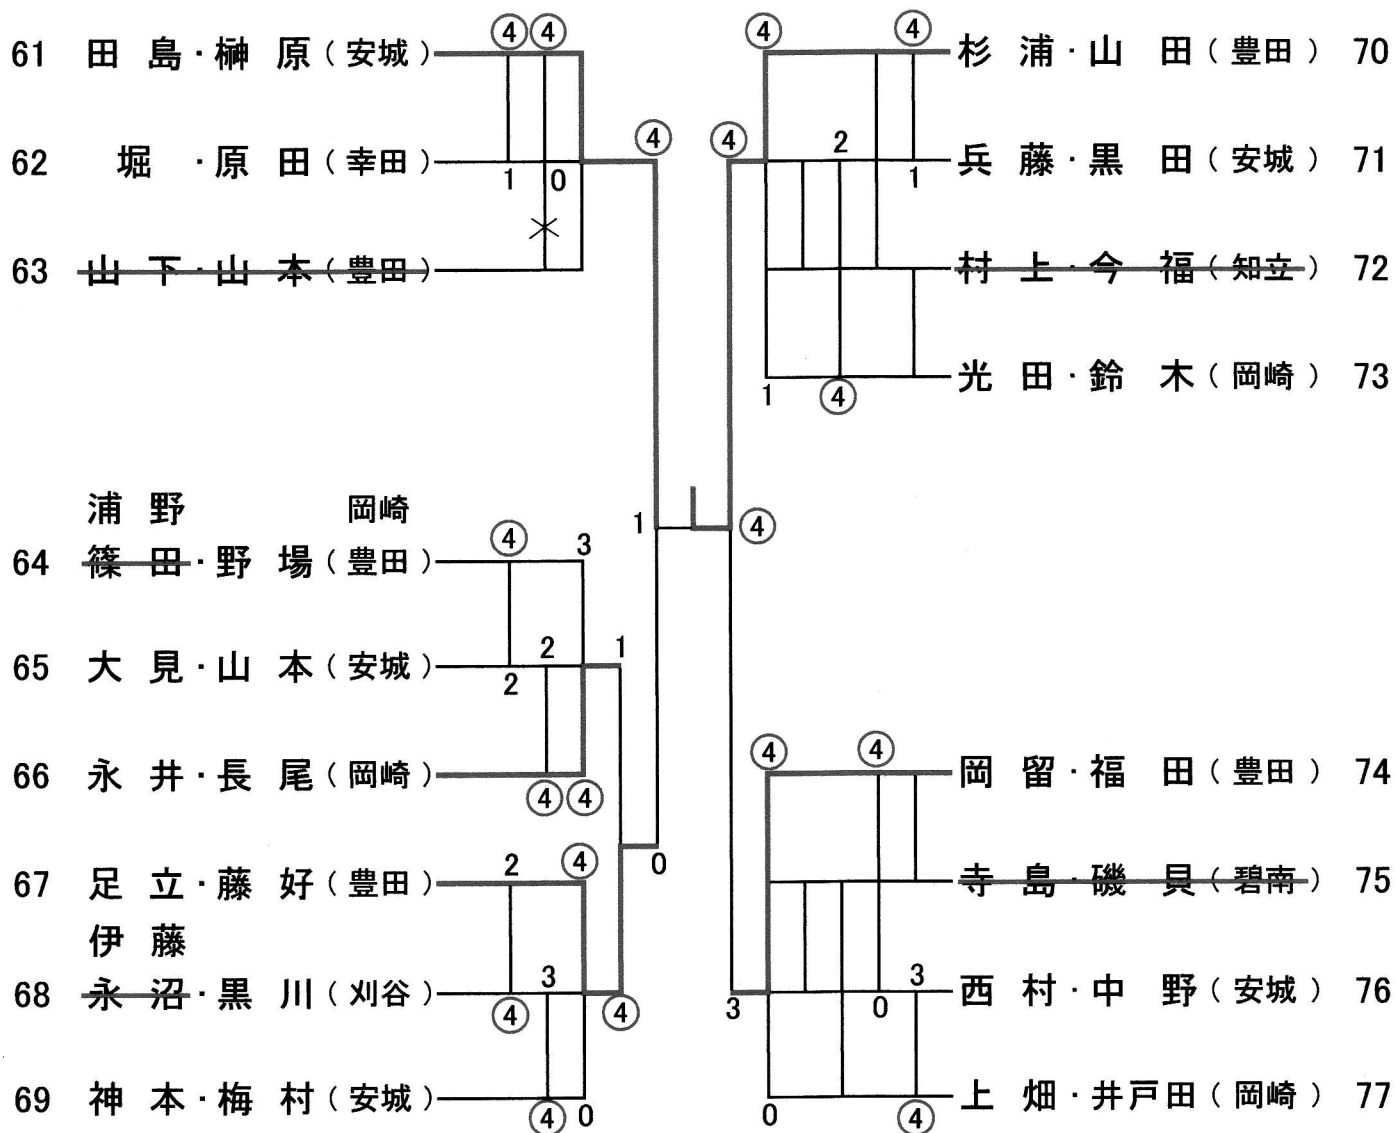 61 田島・榊原（安城）
④ ④
62 堀・原田（幸田）
1 0
④
63 山下・山本（豊田）
浦野 岡崎
64 篠田・野場（豊田）
④ 3
65 大見・山本（安城）
2 2 1
66 永井・長尾（岡崎）
④ ④
67 足立・藤好（豊田）
2 ④
伊藤
68 永沼・黒川（刈谷）
④ 3 ④
69 神本・梅村（安城）
④ 0
1 0
④ ④
杉浦・山田（豊田） 70
④
2
兵藤・黒田（安城） 71
1
村上・今福（知立） 72
光田・鈴木（岡崎） 73
1 ④
④
④ ④
岡留・福田（豊田） 74
寺島・磯貝（碧南） 75
3
西村・中野（安城） 76
3 0
上畑・井戸田（岡崎） 77
0 ④